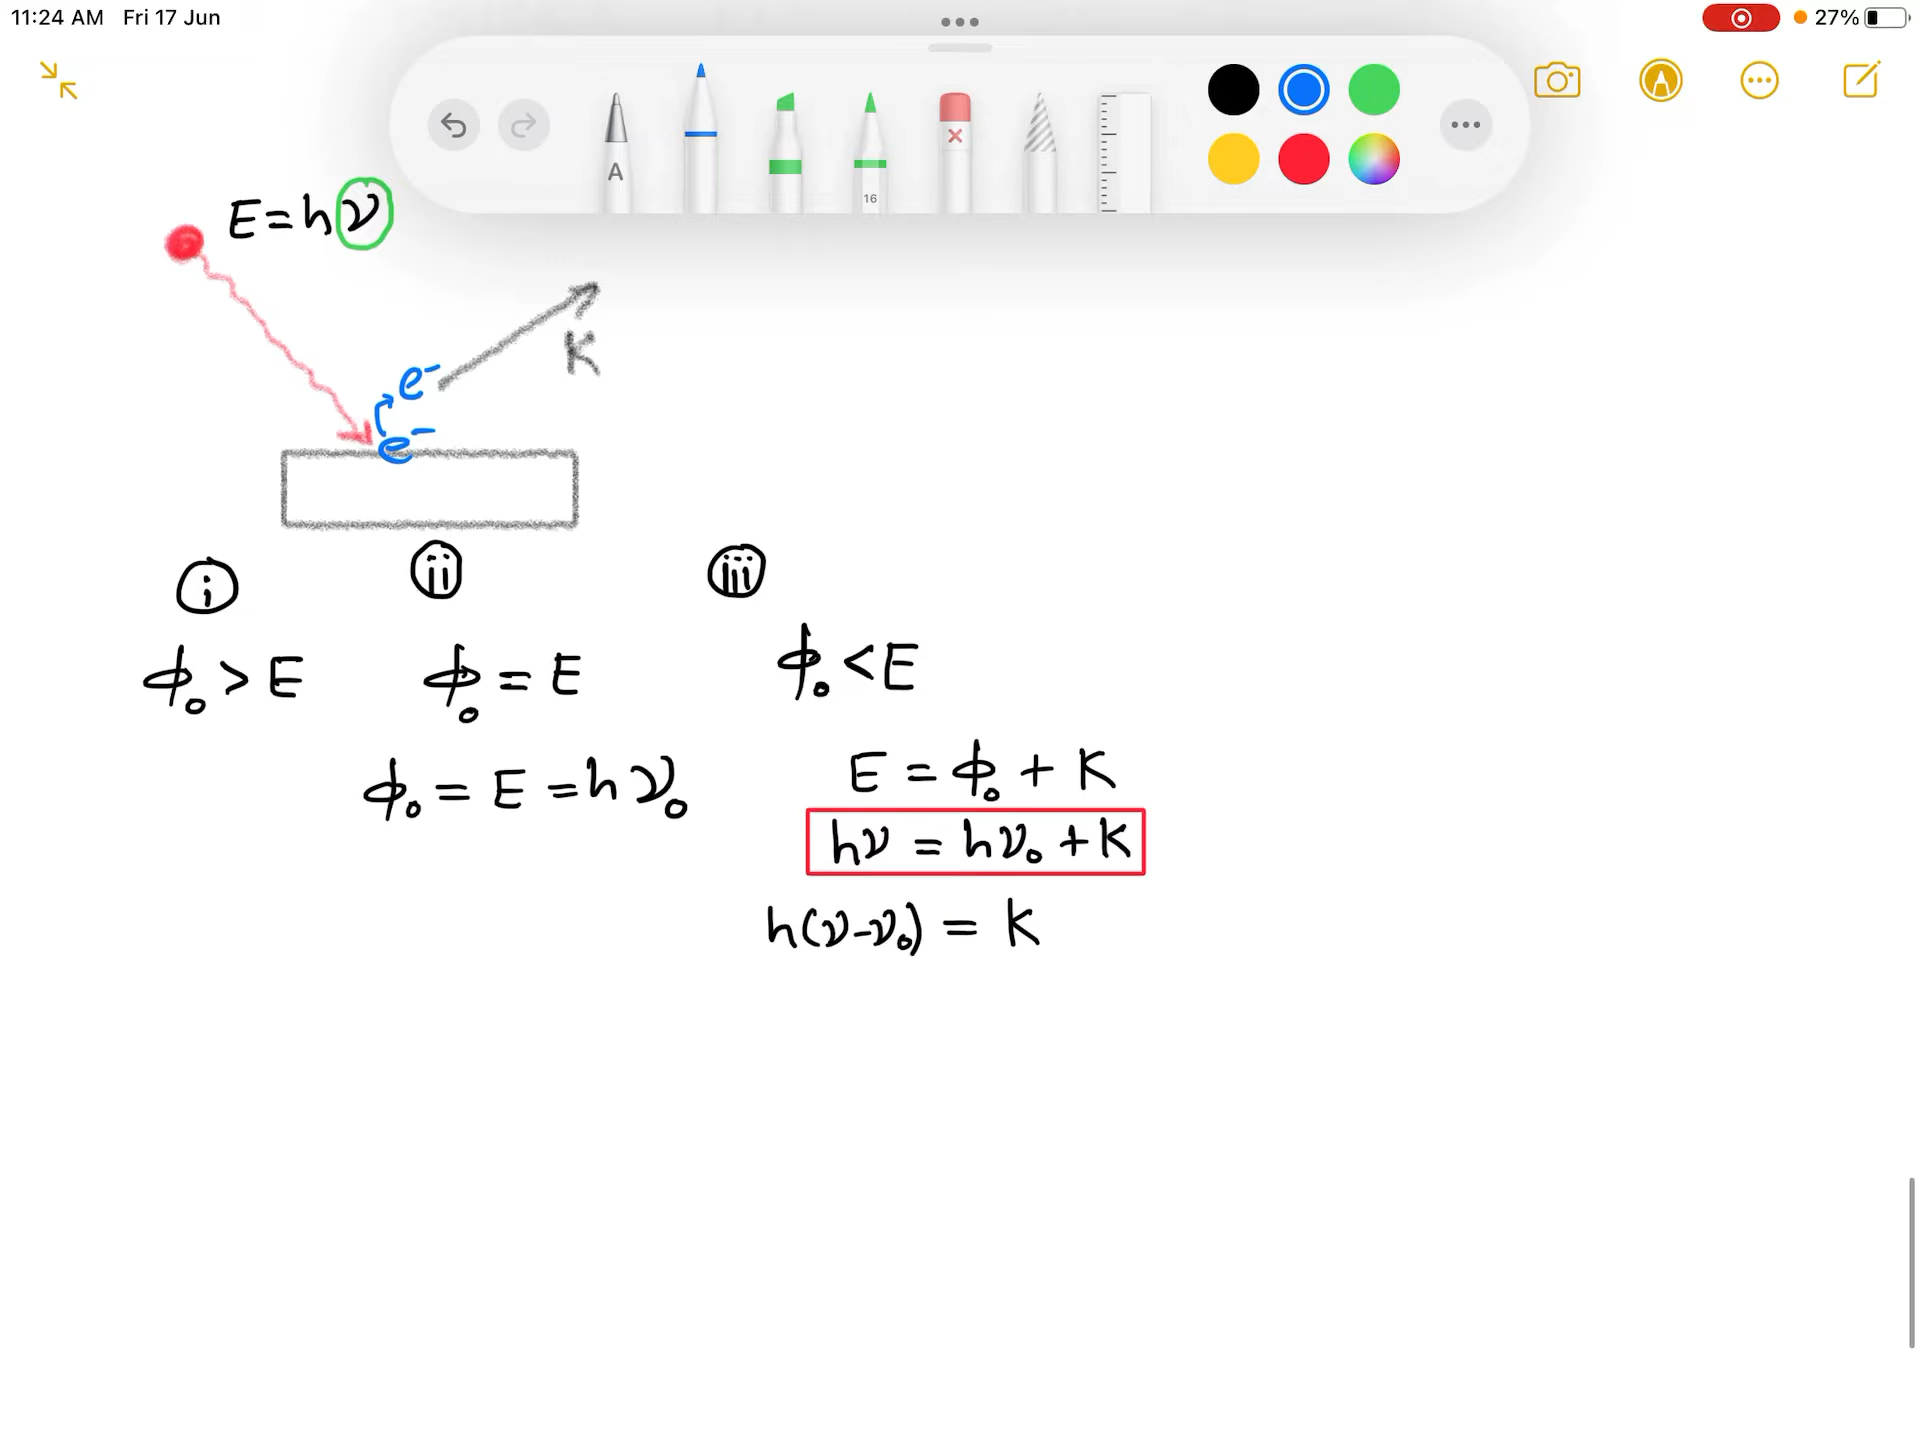 11:24 AM Fri 17 Jun 27%
A
16
E = hν
K
e⁻
e⁻
i ii iii
ϕ₀ > E ϕ₀ = E ϕ₀ < E
ϕ₀ = E = hν₀
E = ϕ₀ + K
hν = hν₀ + K
h(ν-ν₀) = K